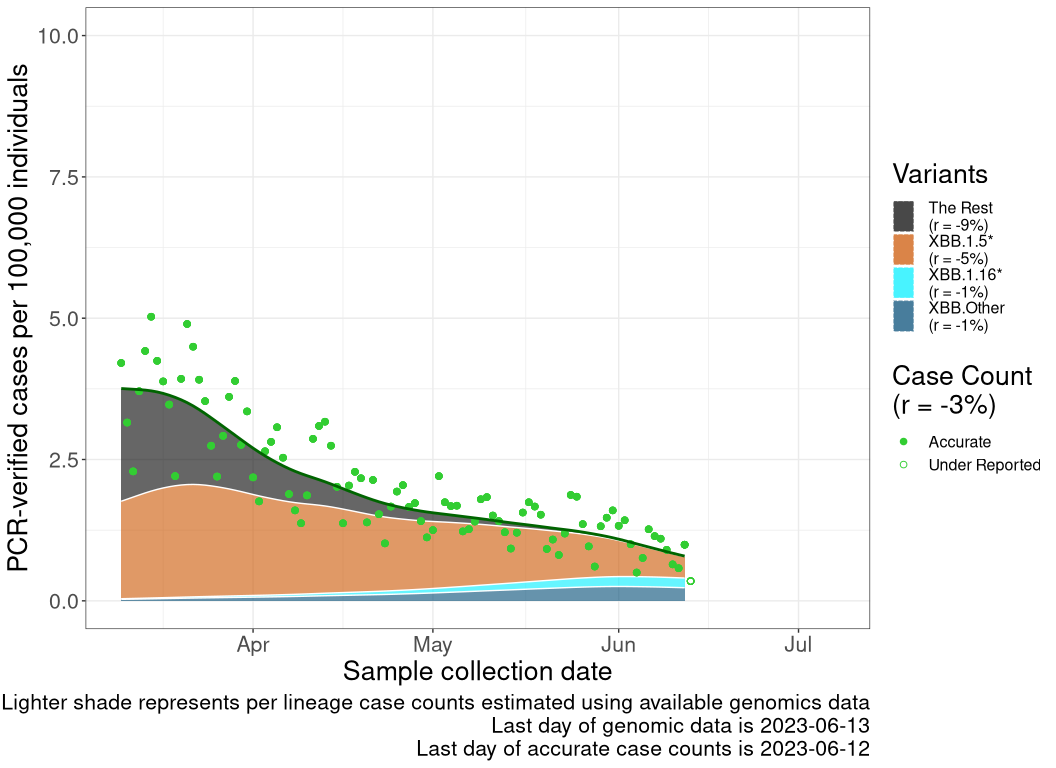 PCR-verified cases per 100,000 individuals
10.0
7.5
5.0
2.5
0.0
Apr
May
Jun
Jul
Sample collection date
Lighter shade represents per lineage case counts estimated using available genomics data
Last day of genomic data is 2023-06-13
Last day of accurate case counts is 2023-06-12
Variants
The Rest
(r = -9%)
XBB.1.5*
(r = -5%)
XBB.1.16*
(r = -1%)
XBB.Other
(r = -1%)
Case Count
(r = -3%)
Accurate
Under Reported